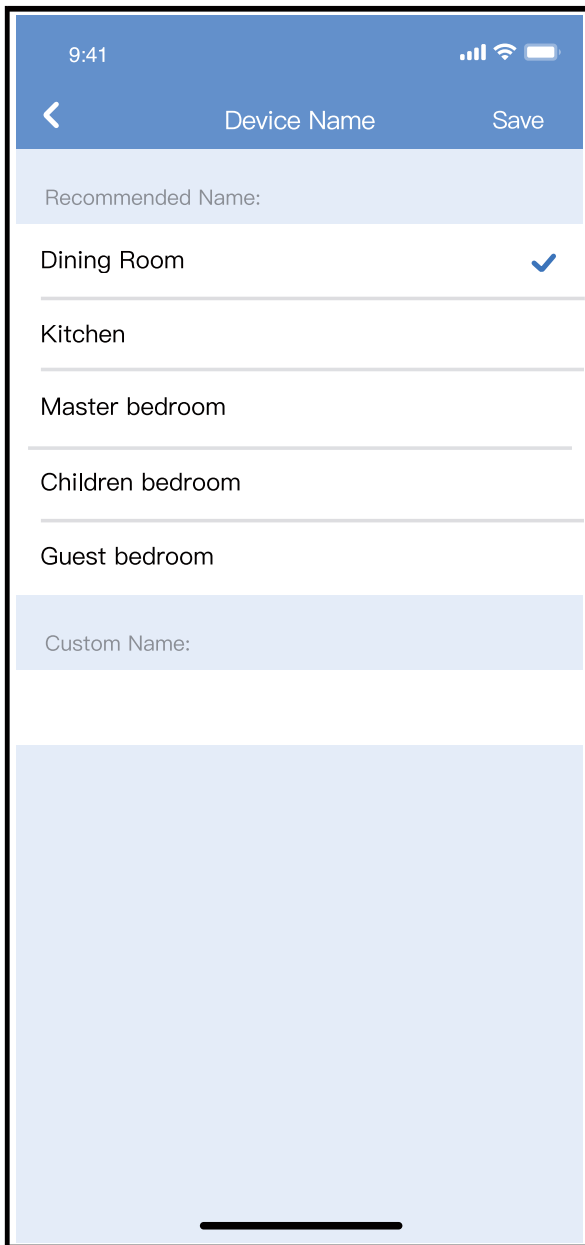 9:41
Device Name Save
Recommended Name:
Dining Room
Kitchen
Master bedroom
Children bedroom
Guest bedroom
Custom Name: